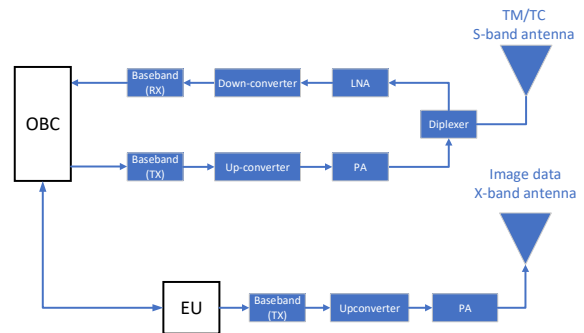 TM/TC
S-band antenna
Baseband
(RX)
Down-converter
LNA
OBC
Diplexer
Baseband
(TX)
Up-converter
PA
Image data
X-band antenna
EU
Baseband
(TX)
Upconverter
PA